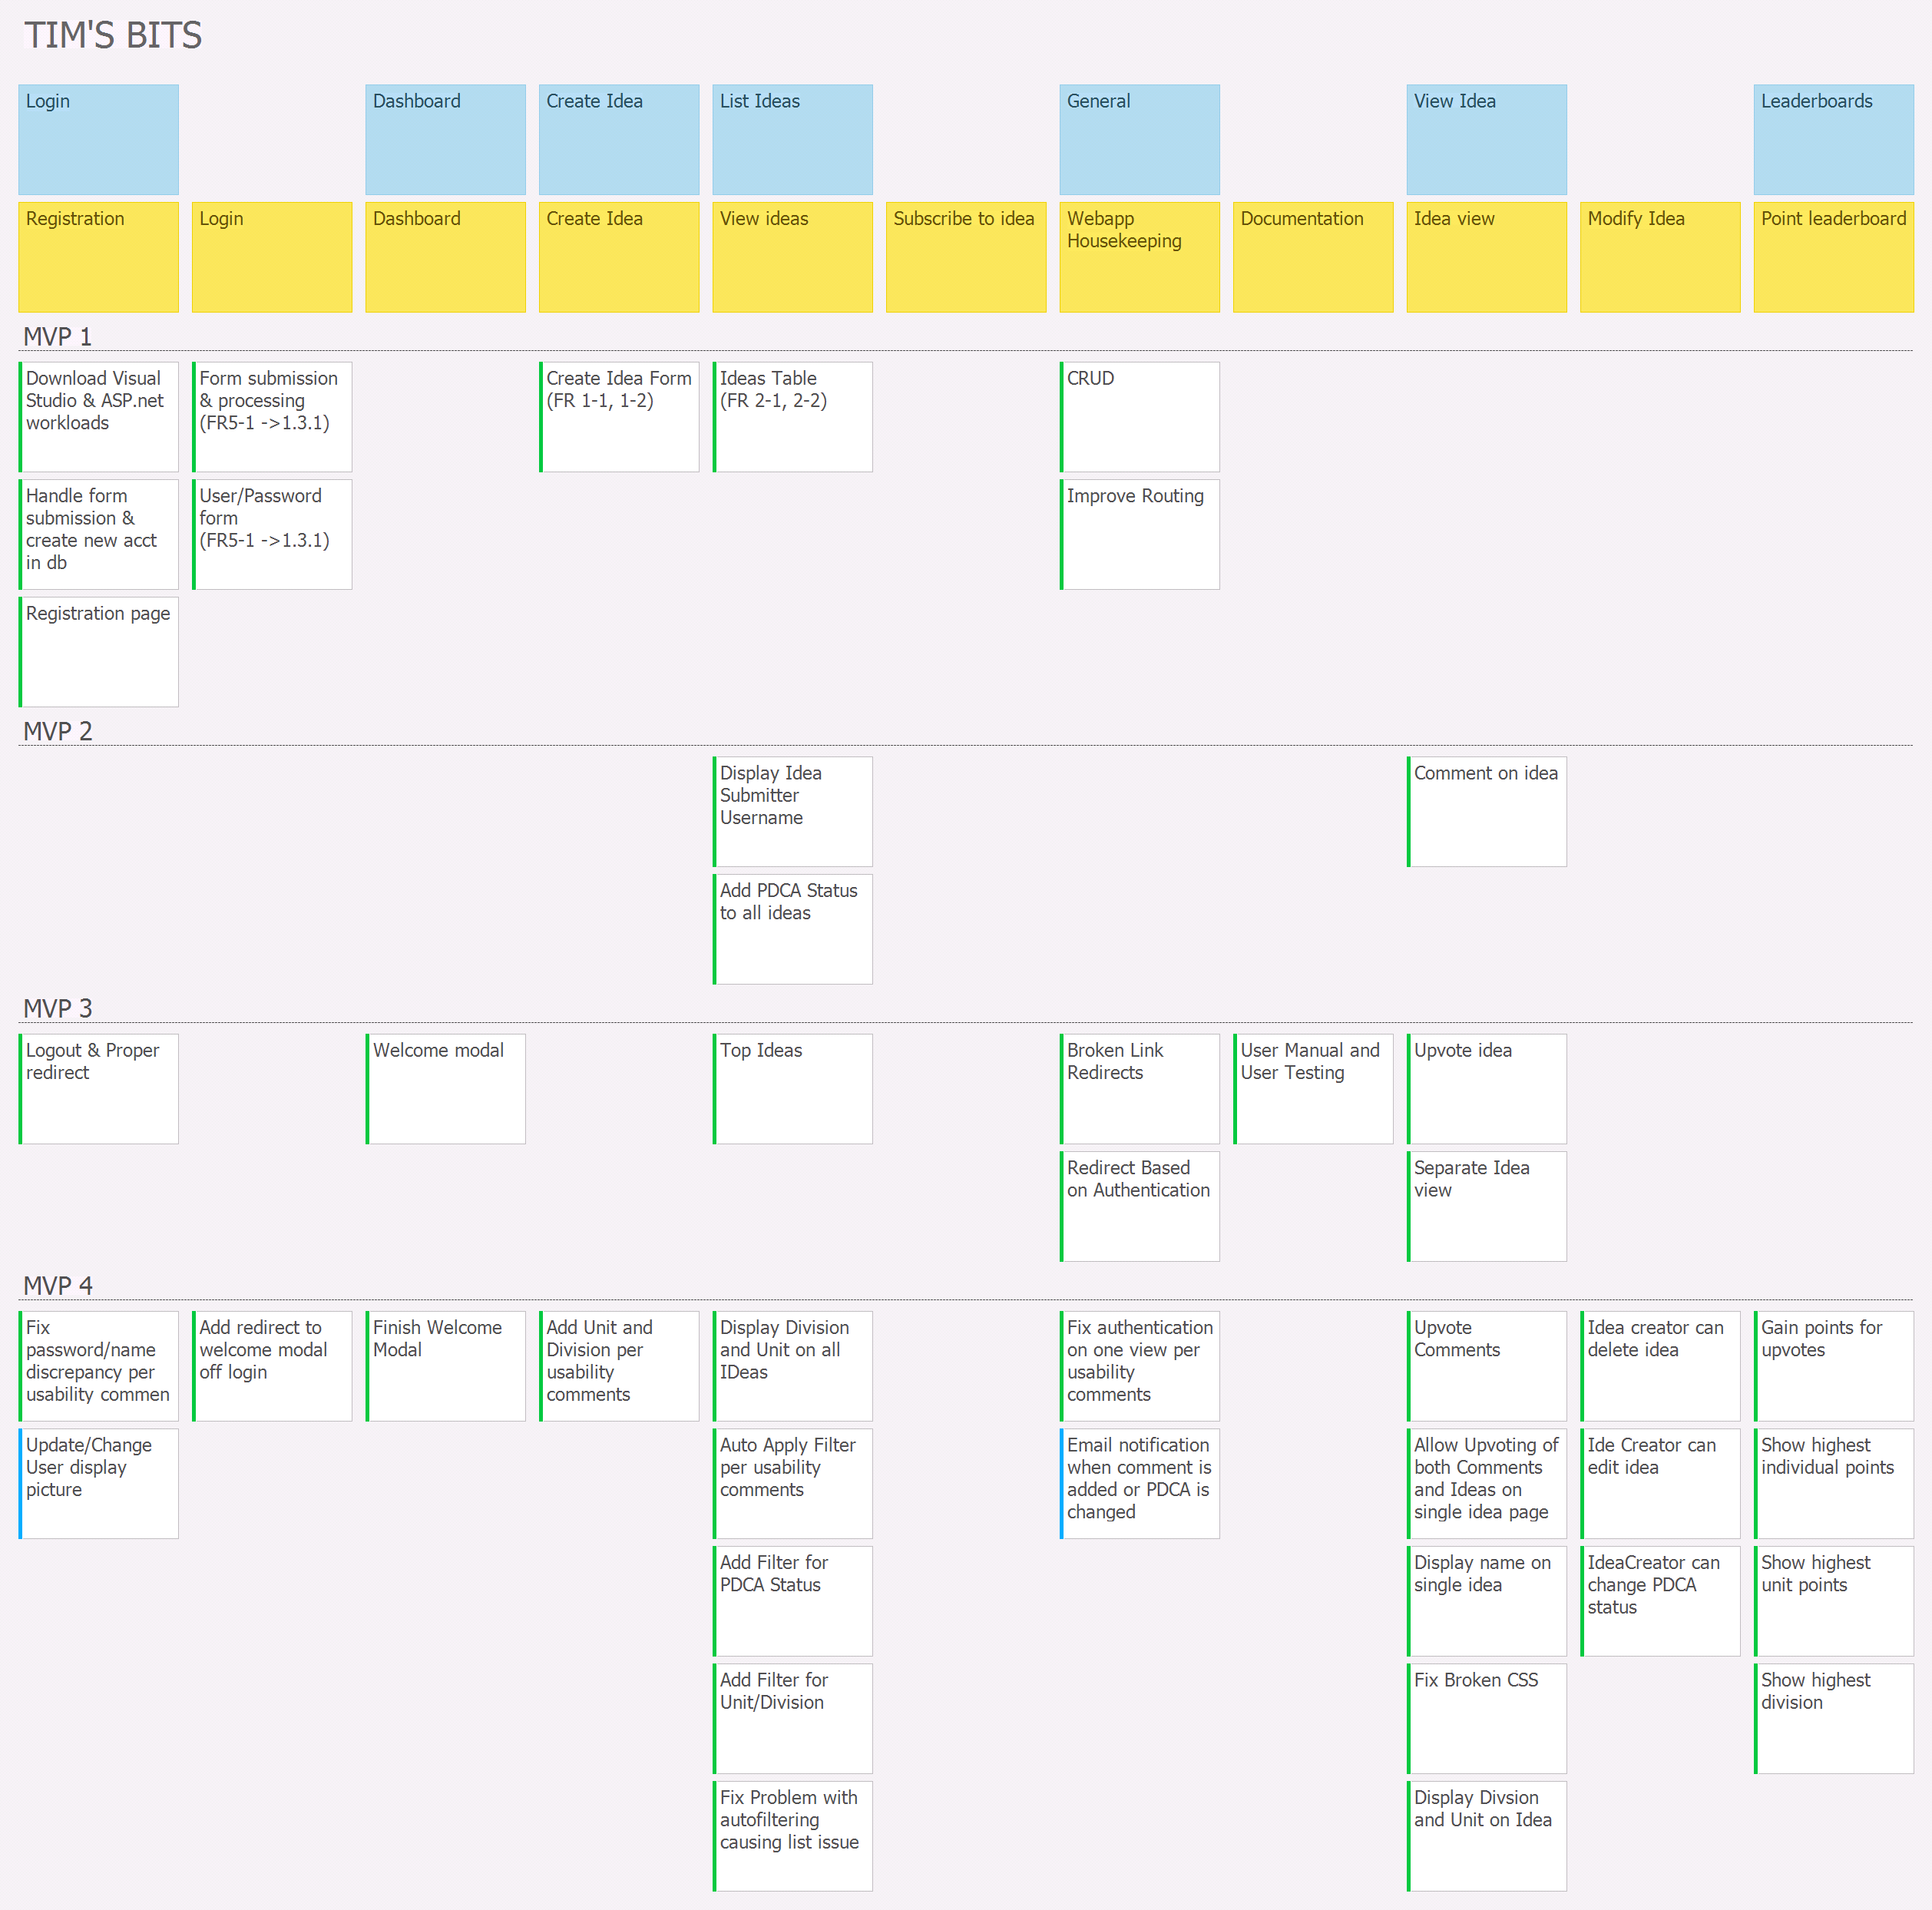 TIM'S BITS
Login
Dashboard
Create Idea
List Ideas
General
View Idea
Leaderboards
Registration
Login
Dashboard
Create Idea
View ideas
Subscribe to idea
Webapp
Housekeeping
Documentation
Idea view
Modify Idea
Point leaderboard
MVP 1
Download Visual
Studio & ASP.net
workloads
Form submission
& processing
(FR5-1 ->1.3.1)
Create Idea Form
(FR 1-1, 1-2)
Ideas Table
(FR 2-1, 2-2)
CRUD
Handle form
submission &
create new acct
in db
User/Password
form
(FR5-1 ->1.3.1)
Improve Routing
Registration page
MVP 2
Display Idea
Submitter
Username
Comment on idea
Add PDCA Status
to all ideas
MVP 3
Logout & Proper
redirect
Welcome modal
Top Ideas
Broken Link
Redirects
User Manual and
User Testing
Upvote idea
Redirect Based
on Authentication
Separate Idea
view
MVP 4
Fix
password/name
discrepancy per
usability commen
Add redirect to
welcome modal
off login
Finish Welcome
Modal
Add Unit and
Division per
usability
comments
Display Division
and Unit on all
IDeas
Fix authentication
on one view per
usability
comments
Upvote
Comments
Idea creator can
delete idea
Gain points for
upvotes
Update/Change
User display
picture
Auto Apply Filter
per usability
comments
Email notification
when comment is
added or PDCA is
changed
Allow Upvoting of
both Comments
and Ideas on
single idea page
Ide Creator can
edit idea
Show highest
individual points
Add Filter for
PDCA Status
Display name on
single idea
IdeaCreator can
change PDCA
status
Show highest
unit points
Add Filter for
Unit/Division
Fix Broken CSS
Show highest
division
Fix Problem with
autofiltering
causing list issue
Display Divsion
and Unit on Idea